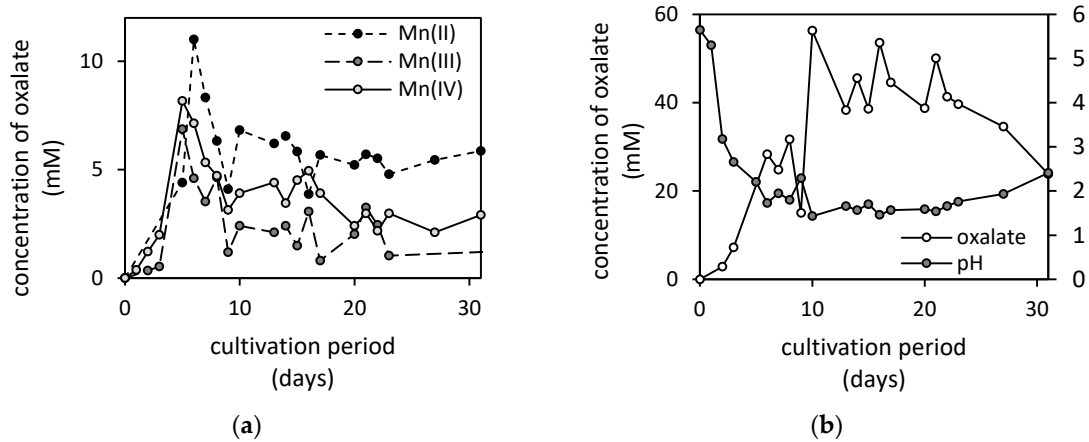 concentration of oxalate
(mM)
10
5
0
Mn(II)
Mn(III)
Mn(IV)
0
10
20
30
cultivation period
(days)
(a)
concentration of oxalate
(mM)
60
40
20
0
6
5
4
3
2
1
0
oxalate
pH
0
10
20
30
cultivation period
(days)
(b)